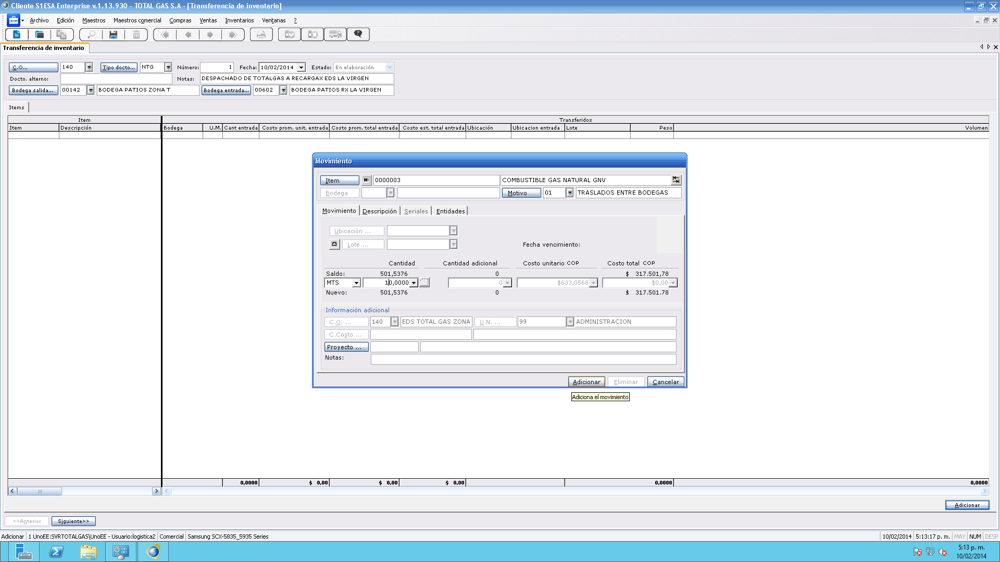 Cliente S1ESA Enterprise v.1.13.930 - TOTAL GAS S.A - [Transferencia de inventario]
Archivo Edición Maestros Maestros comercial Compras Ventas Inventarios Ventanas ?
Transferencia de inventario
C.O... 140 Tipo docto... NTG Número: 1 Fecha: 10/02/2014 Estado: En elaboración
Docto. alterno: Notas: DESPACHADO DE TOTALGAS A RECARGAX EDS LA VIRGEN
Bodega salida... 00142 BODEGA PATIOS ZONA T Bodega entrada... 00602 BODEGA PATIOS RX LA VIRGEN
Items
Item Transferidos
Item Descripción Bodega U.M. Cant entrada Costo prom. unit. entrada Costo prom. total entrada Costo est. total entrada Ubicación Ubicacion entrada Lote Peso Volumen
Movimiento
Item 0000003 COMBUSTIBLE GAS NATURAL GNV
Bodega Motivo 01 TRASLADOS ENTRE BODEGAS
Movimiento Descripción Seriales Entidades
Ubicación ...
Lote ... Fecha vencimiento:
Cantidad Cantidad adicional Costo unitario COP Costo total COP
Saldo: 501,5376 0 $ 317.501,78
MTS 10,0000 0 $633,0568 $0,00
Nuevo: 501,5376 0 $ 317.501.78
Información adicional
C.O. ... 140 EDS TOTAL GAS ZONA U.N. ... 99 ADMINISTRACION
C.Costo ...
Proyecto ...
Notas:
Adicionar Eliminar Cancelar
Adiciona el movimiento
0,0000 $ 0,00 $ 0,00 $ 0,00 0,0000 0,0000
Adicionar
<<Anterior Siguiente>>
Adicionar 1 UnoEE:SVRTOTALGAS\UnoEE - Usuario:logistica2 Comercial Samsung SCX-5835_5935 Series 10/02/2014 5:13:17 p. m. MAY NUM DESP
5:13 p. m.
10/02/2014